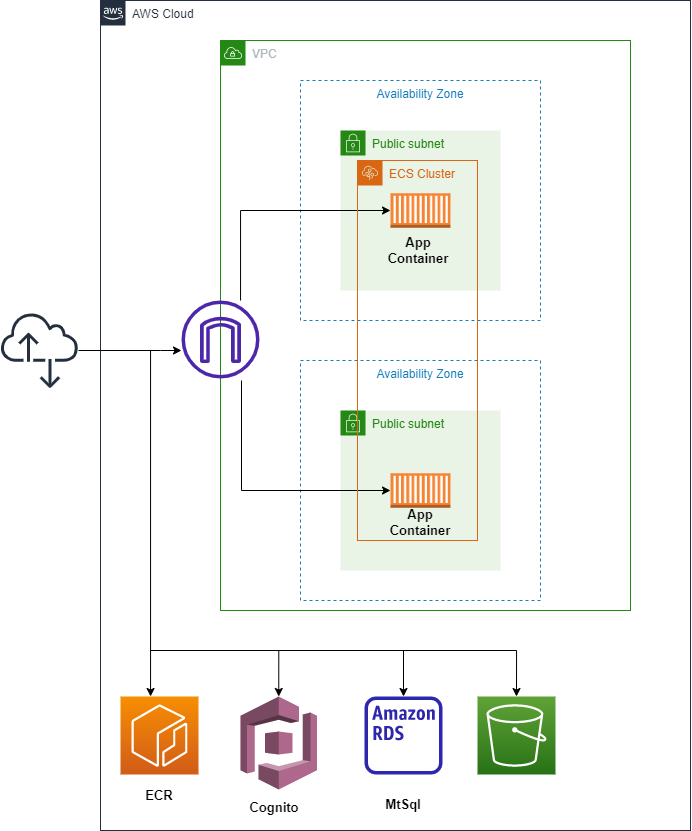 aws
AWS Cloud
VPC
Availability Zone
Public subnet
ECS Cluster
App
Container
Availability Zone
Public subnet
App
Container
Amazon
RDS
ECR
Cognito
MtSql